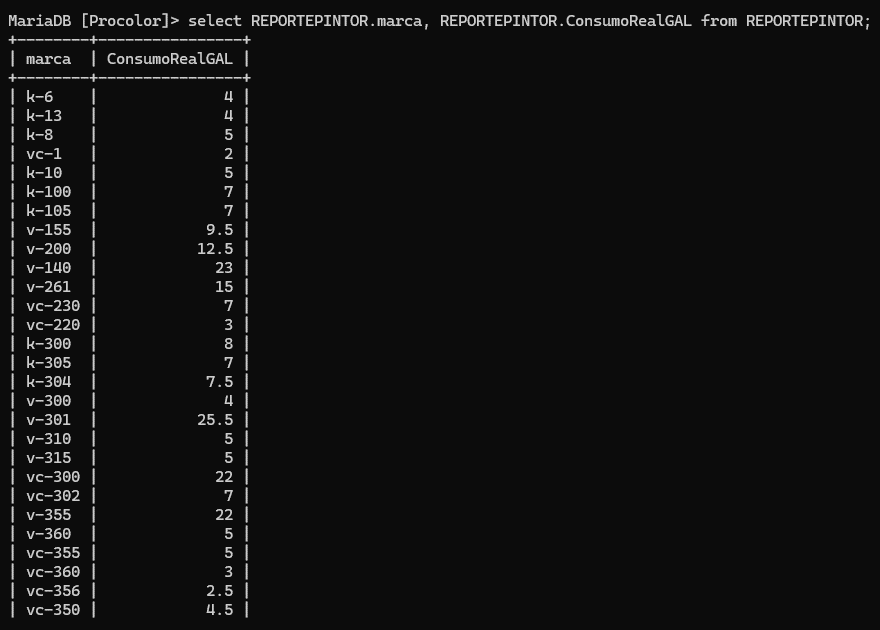 MariaDB [Procolor]> select REPORTEPINTOR.marca, REPORTEPINTOR.ConsumoRealGAL from REPORTEPINTOR;
+--------+----------------+
| marca  | ConsumoRealGAL |
+--------+----------------+
| k-6    |              4 |
| k-13   |              4 |
| k-8    |              5 |
| vc-1   |              2 |
| k-10   |              5 |
| k-100  |              7 |
| k-105  |              7 |
| v-155  |            9.5 |
| v-200  |           12.5 |
| v-140  |             23 |
| v-261  |             15 |
| vc-230 |              7 |
| vc-220 |              3 |
| k-300  |              8 |
| k-305  |              7 |
| k-304  |            7.5 |
| v-300  |              4 |
| v-301  |           25.5 |
| v-310  |              5 |
| v-315  |              5 |
| vc-300 |             22 |
| vc-302 |              7 |
| v-355  |             22 |
| v-360  |              5 |
| vc-355 |              5 |
| vc-360 |              3 |
| vc-356 |            2.5 |
| vc-350 |            4.5 |